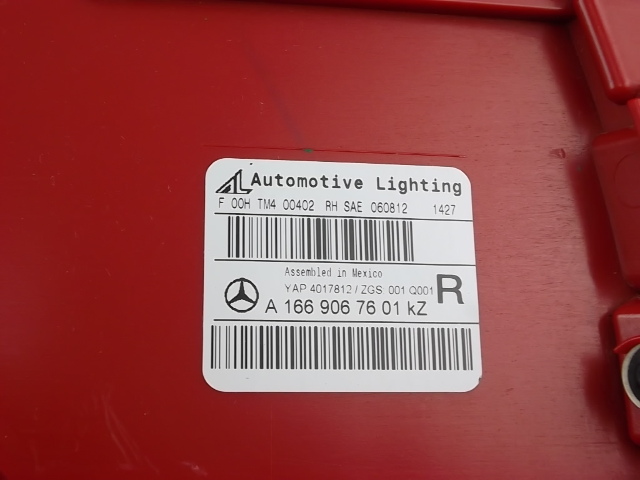 AL Automotive Lighting
F 00H TM4 00402 RH SAE 060812 1427
Assembled in Mexico
YAP 4017812 / ZGS: 001 Q001 R
A 166 906 76 01 kZ